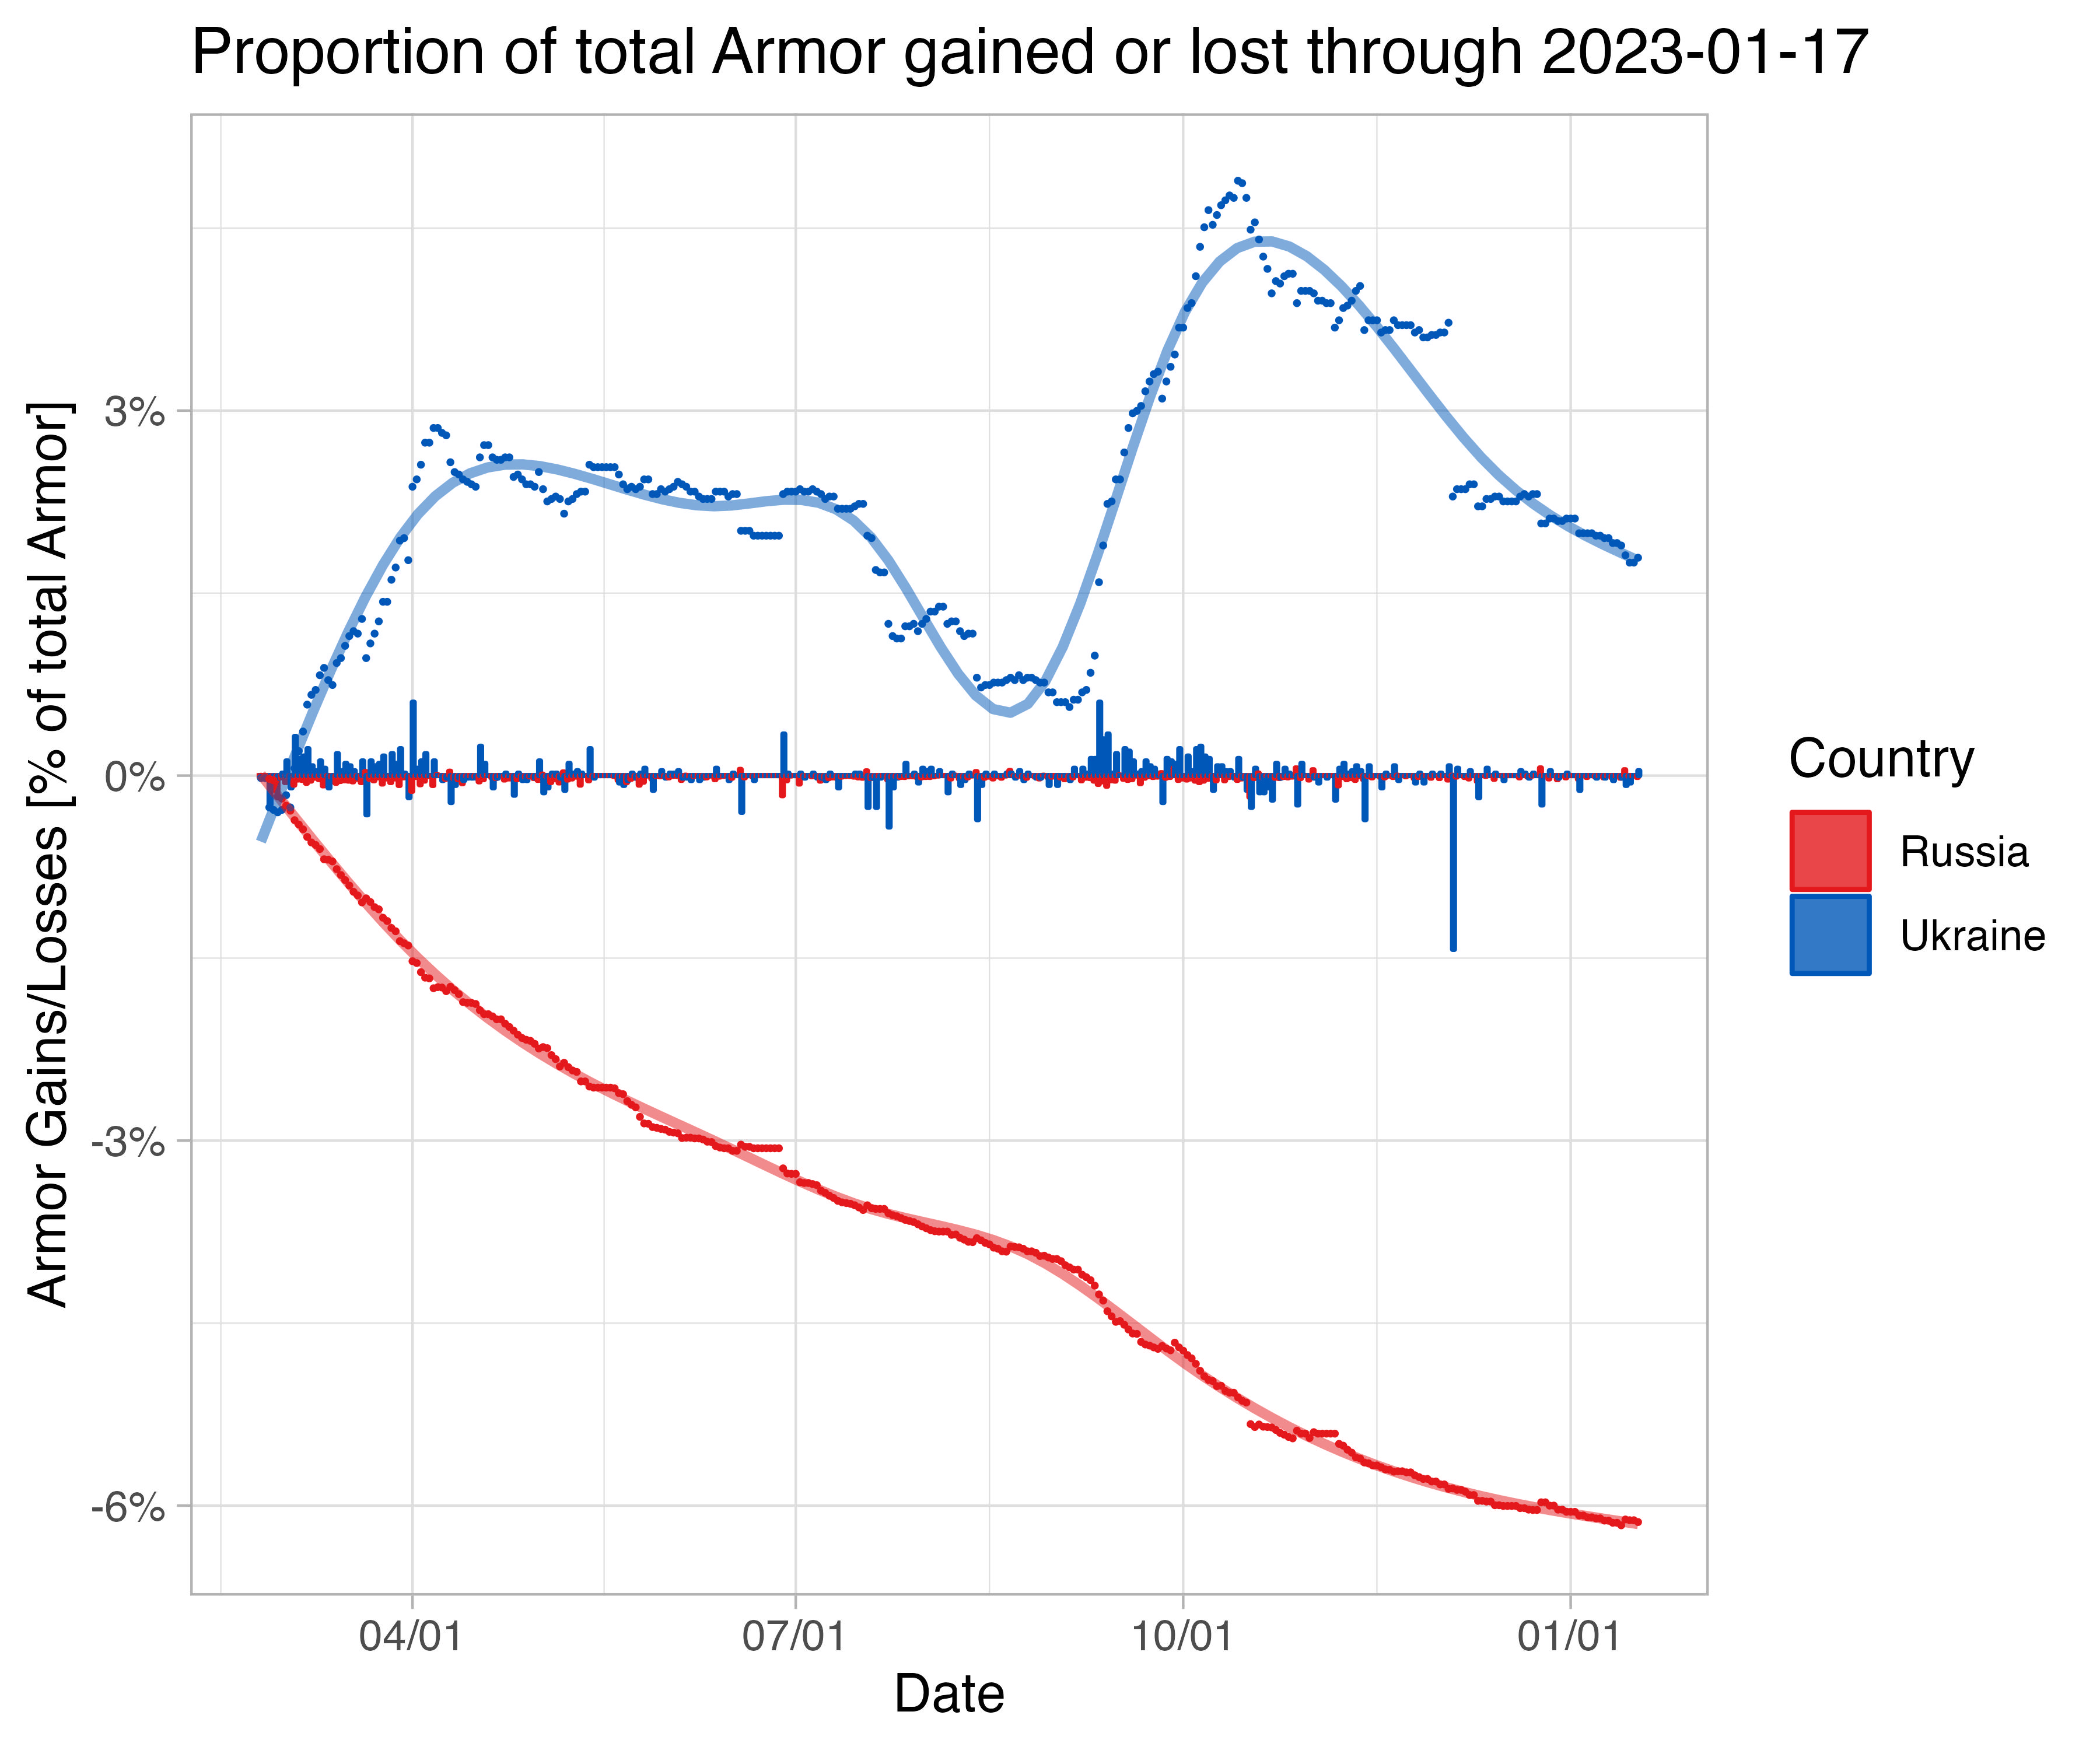 Proportion of total Armor gained or lost through 2023-01-17
Armor Gains/Losses [% of total Armor]
3%
0%
-3%
-6%
04/01
07/01
10/01
01/01
Date
Country
Russia
Ukraine